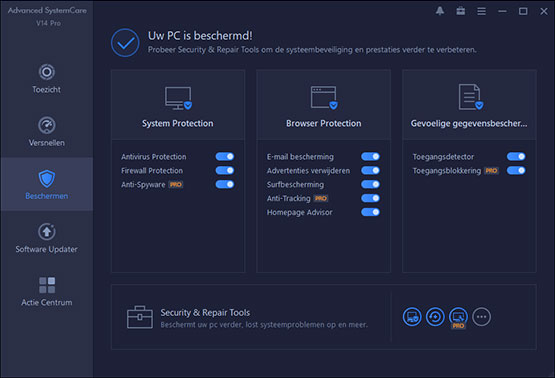 Advanced SystemCare
V14 Pro
Uw PC is beschermd!
Probeer Security & Repair Tools om de systeembeveiliging en prestaties verder te verbeteren.
Toezicht
Versnellen
Beschermen
Software Updater
Actie Centrum
System Protection
Antivirus Protection
Firewall Protection
Anti-Spyware PRO
Browser Protection
E-mail bescherming
Advertenties verwijderen
Surfbescherming
Anti-Tracking PRO
Homepage Advisor
Gevoelige gegevensbescher...
Toegangsdetector
Toegangsblokkering PRO
Security & Repair Tools
Beschermt uw pc verder, lost systeemproblemen op en meer.
PRO